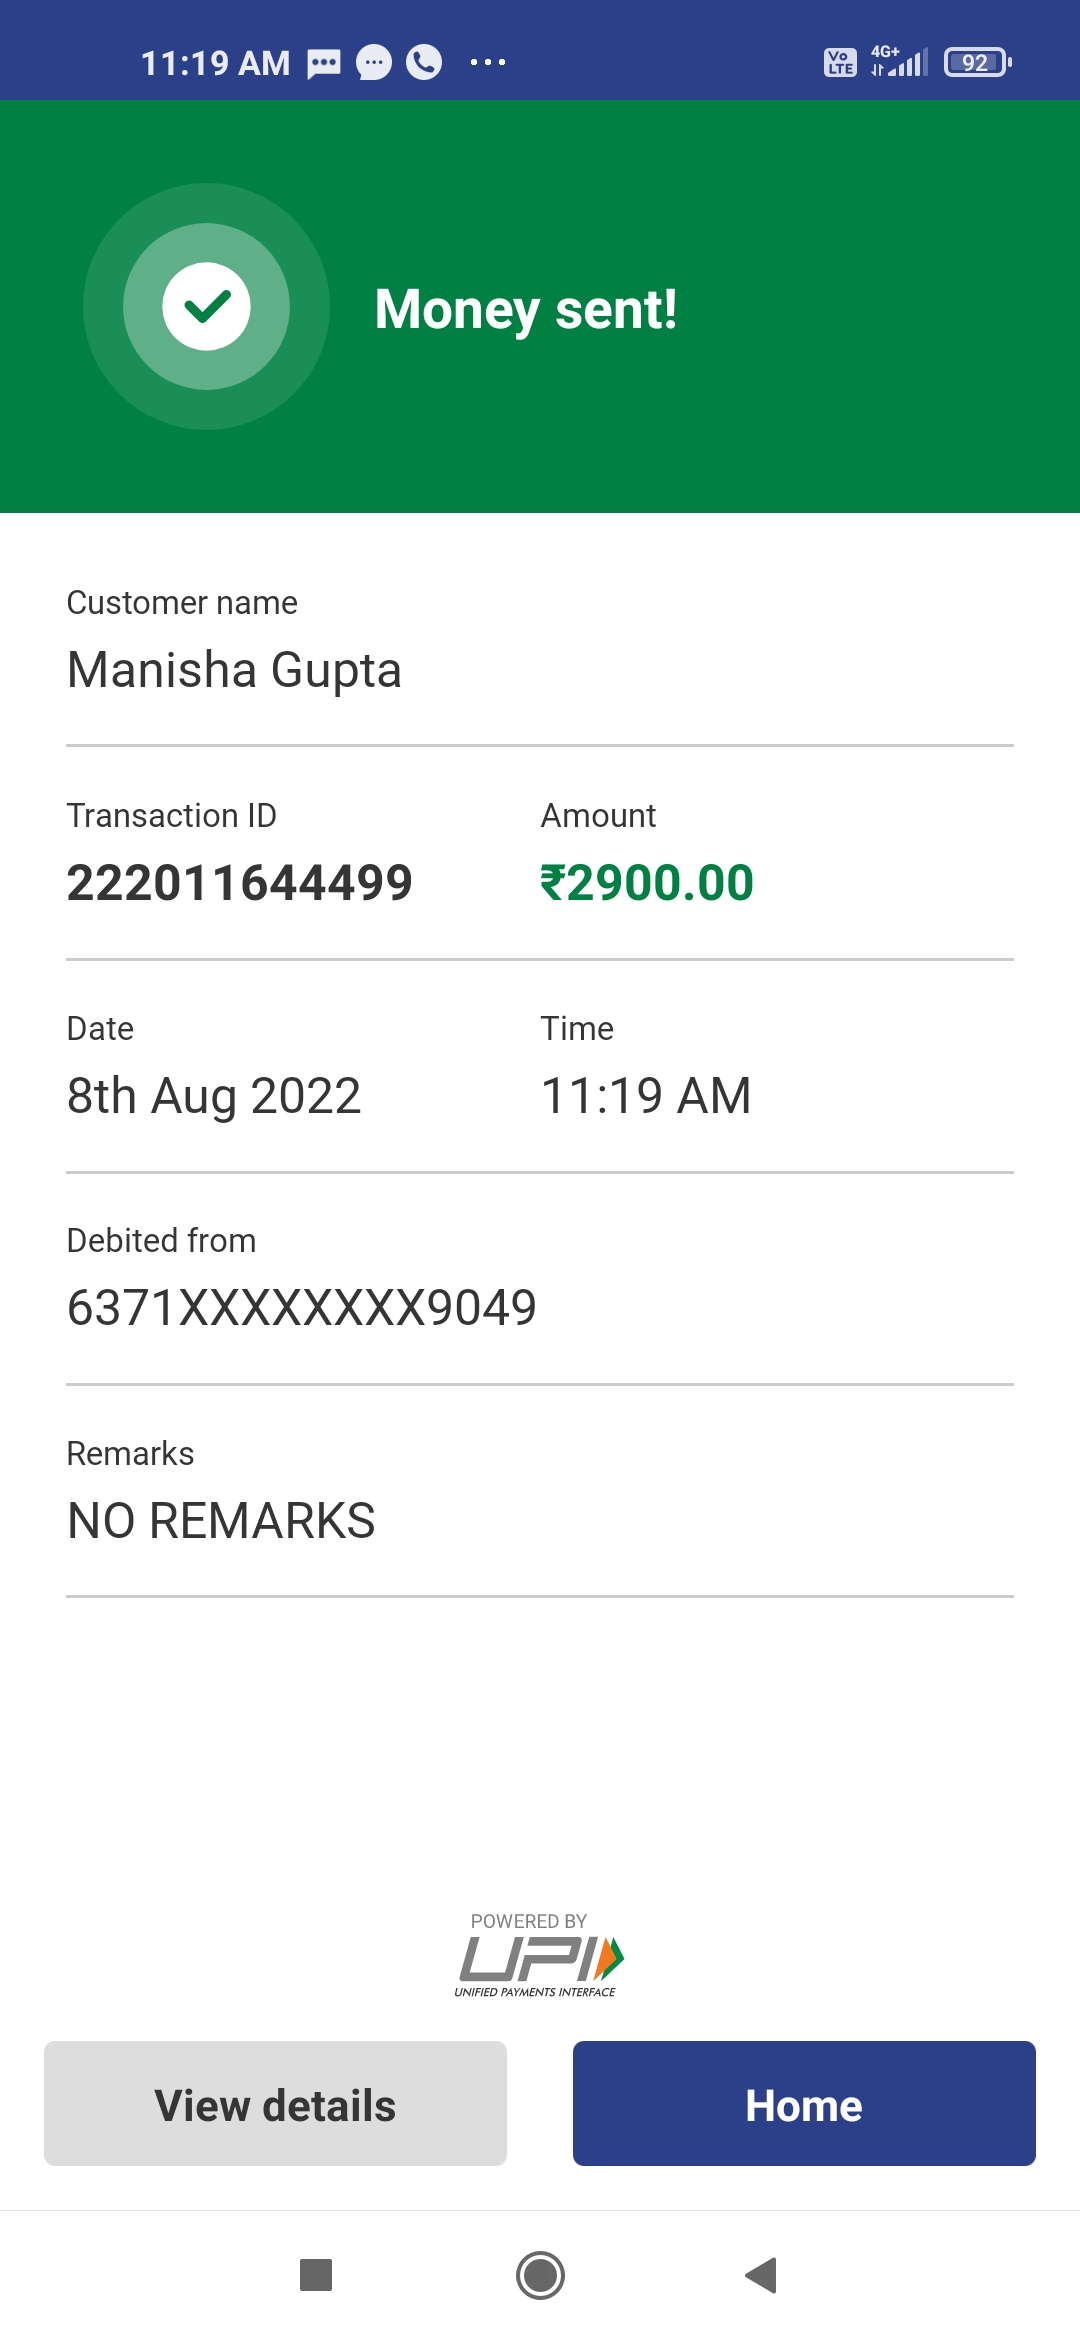 11:19 AM
Vo LTE
4G+
92
Money sent!
Customer name
Manisha Gupta
Transaction ID
Amount
222011644499
₹2900.00
Date
Time
8th Aug 2022
11:19 AM
Debited from
6371XXXXXXXX9049
Remarks
NO REMARKS
POWERED BY
UPI
UNIFIED PAYMENTS INTERFACE
View details
Home